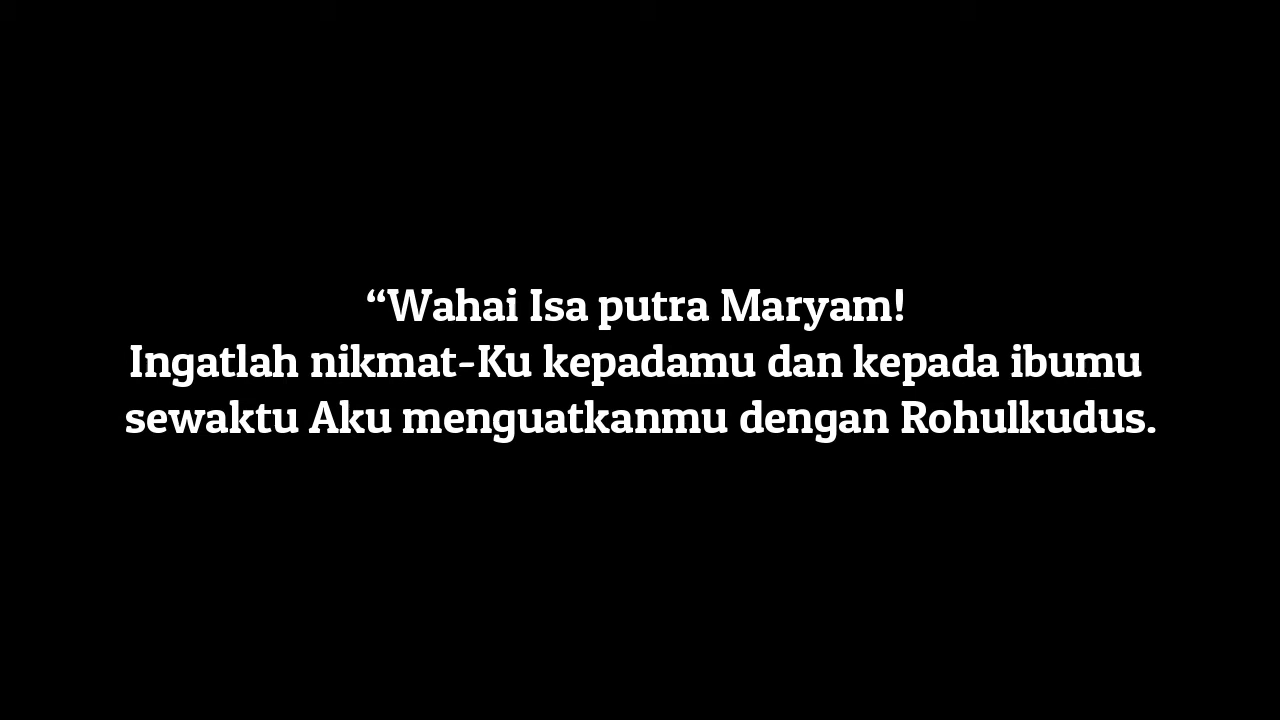 “Wahai Isa putra Maryam!
Ingatlah nikmat-Ku kepadamu dan kepada ibumu
sewaktu Aku menguatkanmu dengan Rohulkudus.